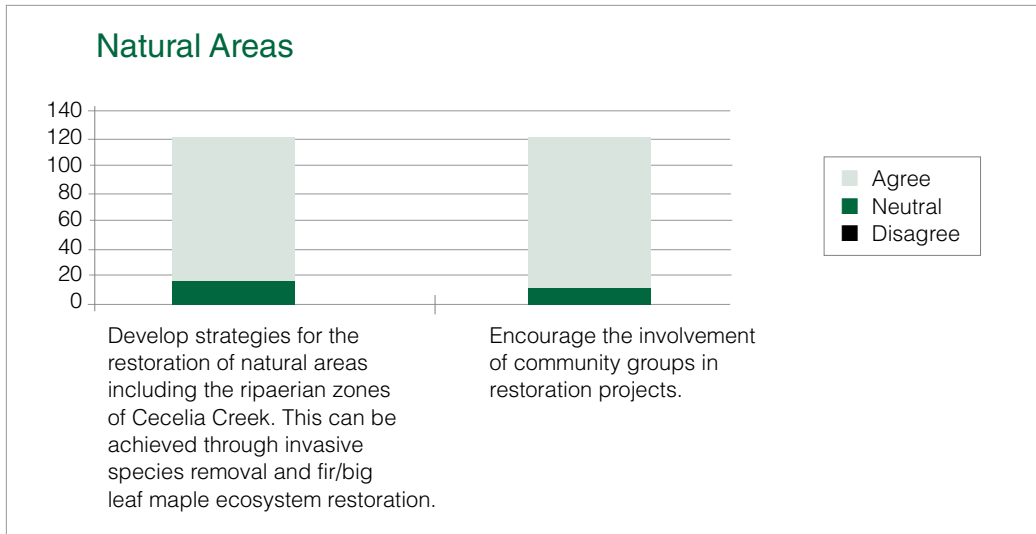 Natural Areas
140
120
100
80
60
40
20
0
Agree
Neutral
Disagree
Develop strategies for the
restoration of natural areas
including the ripaerian zones
of Cecelia Creek. This can be
achieved through invasive
species removal and fir/big
leaf maple ecosystem restoration.
Encourage the involvement
of community groups in
restoration projects.